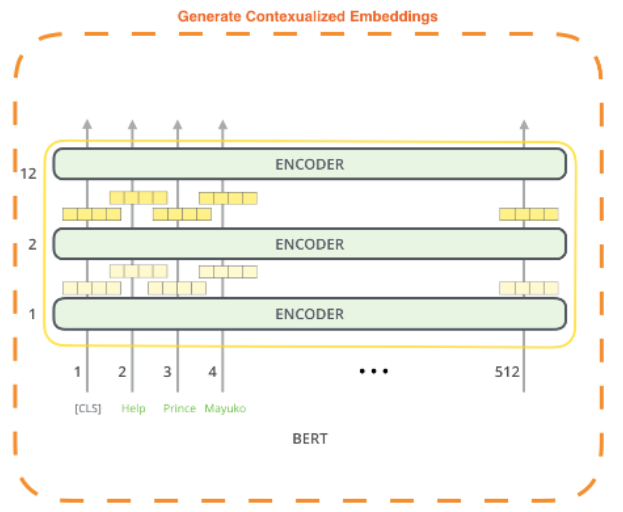 Generate Contexualized Embeddings
12 ENCODER
2 ENCODER
1 ENCODER
1 2 3 4 ••• 512
[CLS] Help Prince Mayuko
BERT